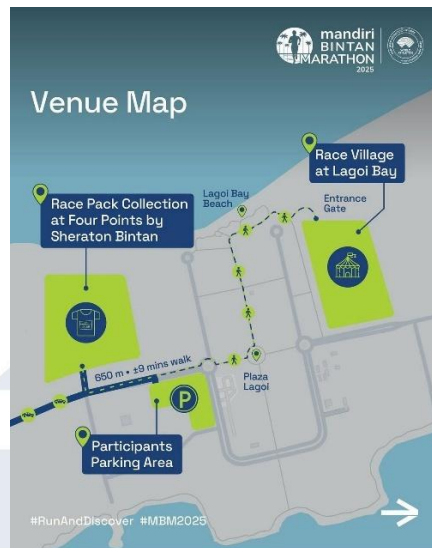 mandiri
BINTAN
MARATHON
2025
Venue Map
Race Village
at Lagoi Bay
Race Pack Collection
at Four Points by
Sheraton Bintan
Lagoi Bay
Beach
Entrance
Gate
650 m • ±9 mins walk
Plaza
Lagoi
P
Participants
Parking Area
#RunAndDiscover #MBM2025